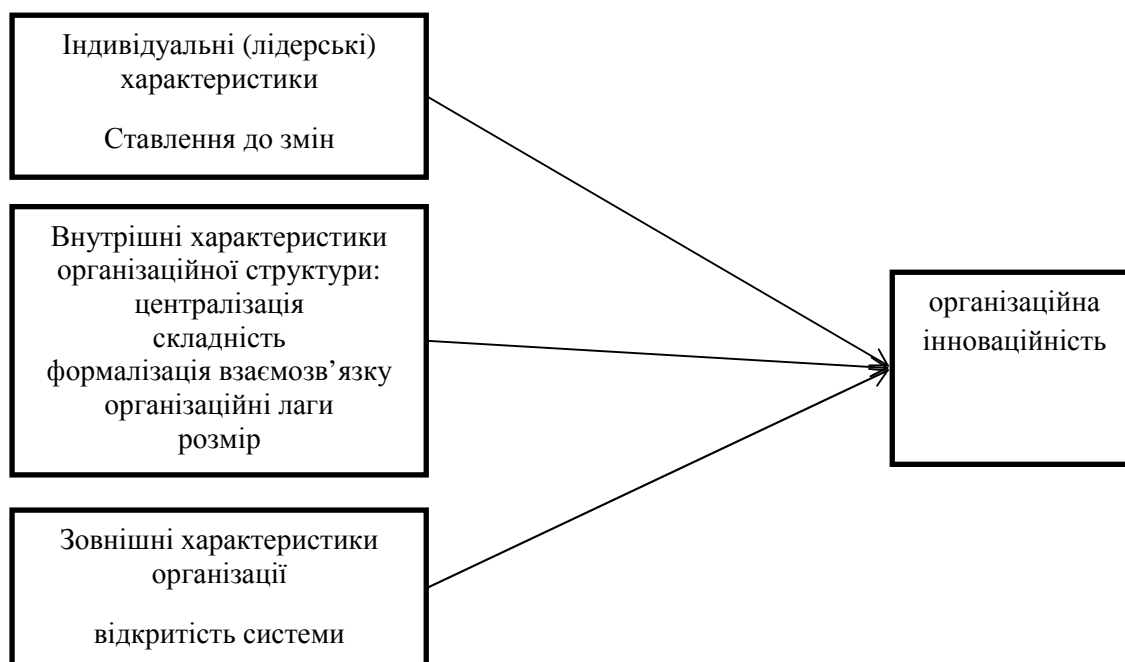 Індивідуальні (лідерські)
характеристики
Ставлення до змін
Внутрішні характеристики
організаційної структури:
централізація
складність
формалізація взаємозв’язку
організаційні лаги
розмір
Зовнішні характеристики
організації
відкритість системи
організаційна
інноваційність